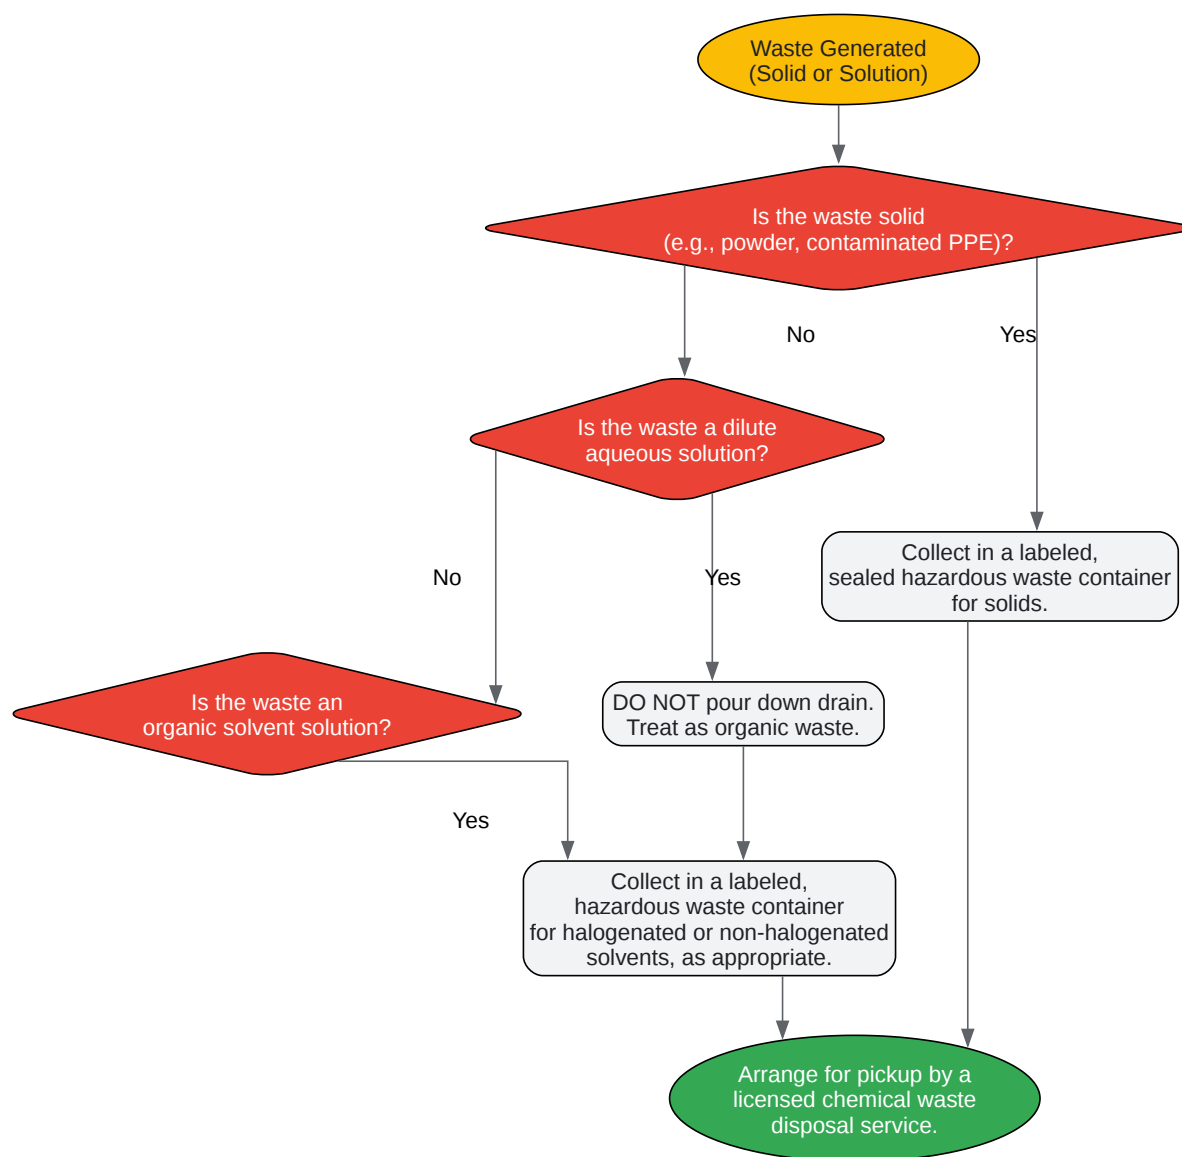 Waste Generated
(Solid or Solution)
Is the waste solid
(e.g., powder, contaminated PPE)?
No
Yes
Is the waste a dilute
aqueous solution?
Collect in a labeled,
sealed hazardous waste container
for solids.
No
Yes
Is the waste an
organic solvent solution?
DO NOT pour down drain.
Treat as organic waste.
Yes
Collect in a labeled,
hazardous waste container
for halogenated or non-halogenated
solvents, as appropriate.
Arrange for pickup by a
licensed chemical waste
disposal service.